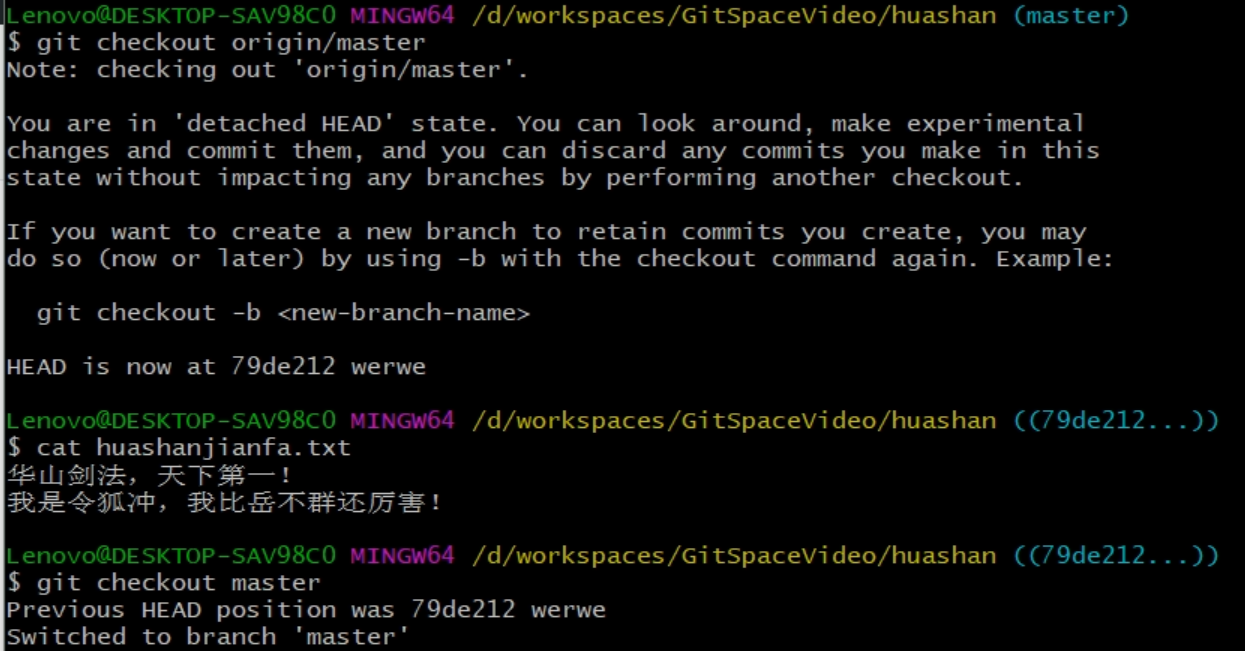 Lenovo@DESKTOP-SAV98C0 MINGW64 /d/workspaces/GitSpaceVideo/huashan (master)
$ git checkout origin/master
Note: checking out 'origin/master'.
You are in 'detached HEAD' state. You can look around, make experimental
changes and commit them, and you can discard any commits you make in this
state without impacting any branches by performing another checkout.
If you want to create a new branch to retain commits you create, you may
do so (now or later) by using -b with the checkout command again. Example:
git checkout -b <new-branch-name>
HEAD is now at 79de212 werwe
Lenovo@DESKTOP-SAV98C0 MINGW64 /d/workspaces/GitSpaceVideo/huashan ((79de212...))
$ cat huashanjianfa.txt
华山剑法，天下第一！
我是令狐冲，我比岳不群还厉害！
Lenovo@DESKTOP-SAV98C0 MINGW64 /d/workspaces/GitSpaceVideo/huashan ((79de212...))
$ git checkout master
Previous HEAD position was 79de212 werwe
Switched to branch 'master'